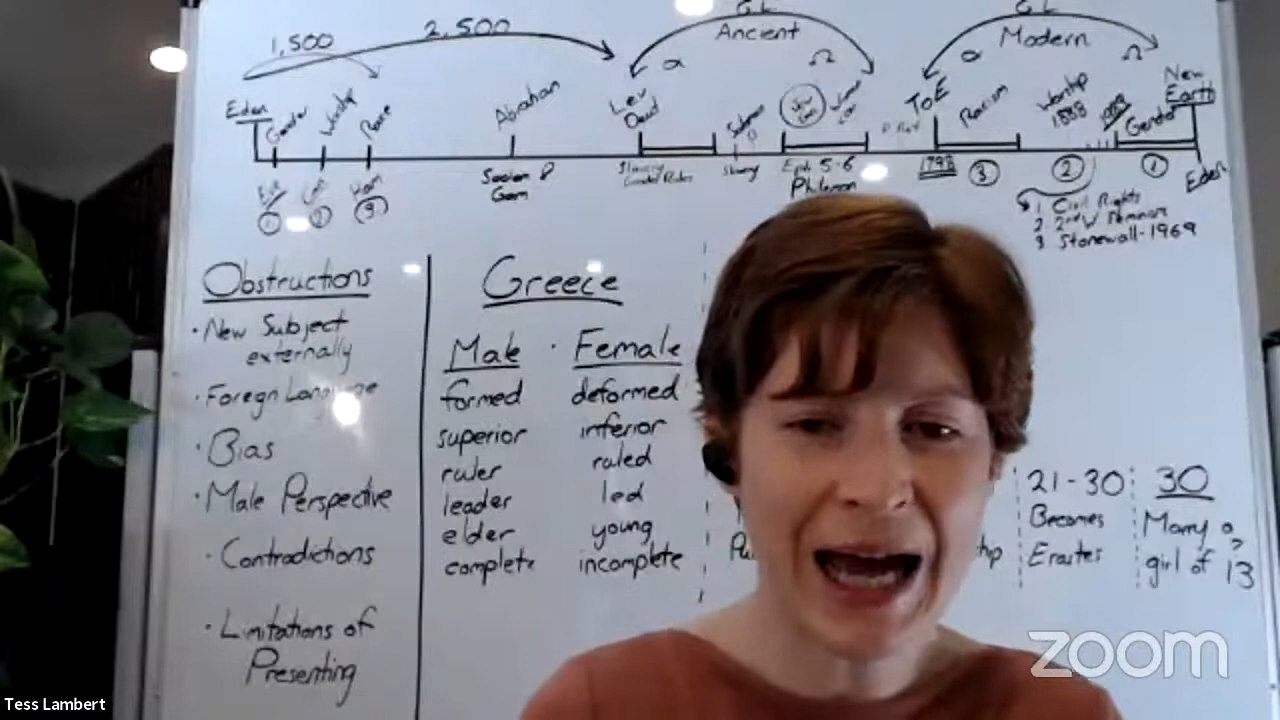 1,500
2,500
Ancient
Modern
α
Ω
α
Ω
Eden
Gender
Worship
Race
Abraham
Lev
Deut
ToE
Racism
Worship
1888
1989
Gender
New
Earth
Sodom
Gom
Slavery
Eph 5-6
Philemon
1798
3
2
1
Eden
1 Civil Rights
2 2nd W Feminism
3 Stonewall-1969
Obstructions
· New Subject
externally
· Foregn Language
· Bias
· Male Perspective
· Contradictions
· Limitations of
Presenting
Greece
Male · Female
formed deformed
superior inferior
ruler ruled
leader led
elder young
complete incomplete
21-30
Becomes
Erastes
30
Marry a
girl of 13
zoom
Tess Lambert